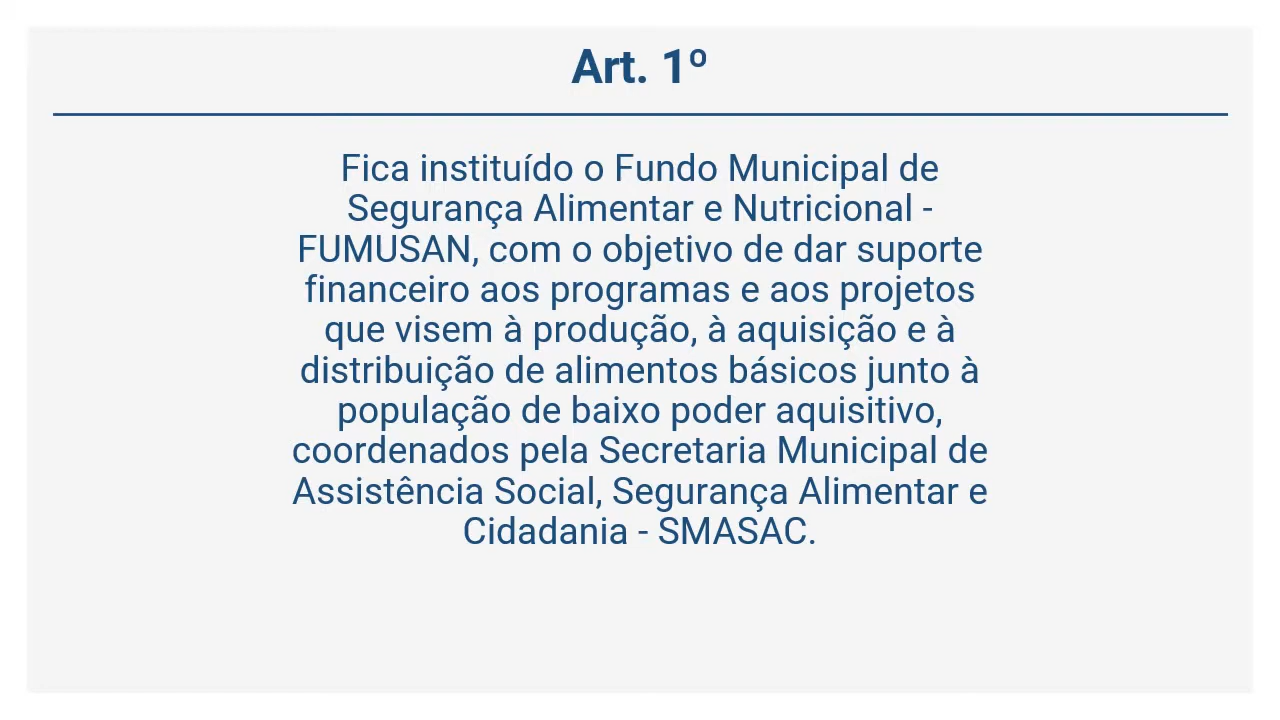 Art. 1º
Fica instituído o Fundo Municipal de
Segurança Alimentar e Nutricional -
FUMUSAN, com o objetivo de dar suporte
financeiro aos programas e aos projetos
que visem à produção, à aquisição e à
distribuição de alimentos básicos junto à
população de baixo poder aquisitivo,
coordenados pela Secretaria Municipal de
Assistência Social, Segurança Alimentar e
Cidadania - SMASAC.